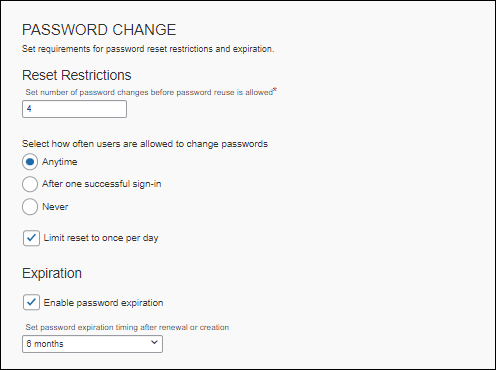 PASSWORD CHANGE
Set requirements for password reset restrictions and expiration.
Reset Restrictions
Set number of password changes before password reuse is allowed*
4
Select how often users are allowed to change passwords
Anytime
After one successful sign-in
Never
Limit reset to once per day
Expiration
Enable password expiration
Set password expiration timing after renewal or creation
6 months